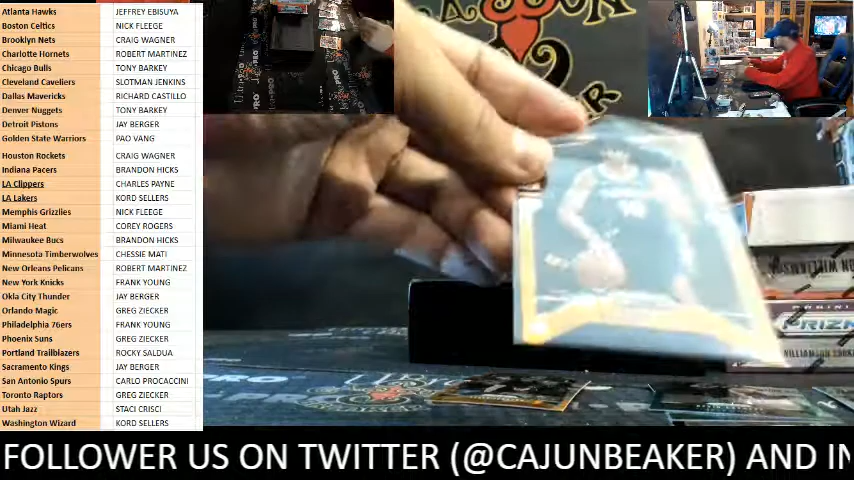 Atlanta Hawks JEFFREY EBISUYA
Boston Celtics NICK FLEEGE
Brooklyn Nets CRAIG WAGNER
Charlotte Hornets ROBERT MARTINEZ
Chicago Bulls TONY BARKEY
Cleveland Cavaliers SLOTMAN JENKINS
Dallas Mavericks RICHARD CASTILLO
Denver Nuggets TONY BARKEY
Detroit Pistons JAY BERGER
Golden State Warriors PAO VANG
Houston Rockets CRAIG WAGNER
Indiana Pacers BRANDON HICKS
LA Clippers CHARLES PAYNE
LA Lakers KORD SELLERS
Memphis Grizzlies NICK FLEEGE
Miami Heat COREY ROGERS
Milwaukee Bucs BRANDON HICKS
Minnesota Timberwolves CHESSIE MATI
New Orleans Pelicans ROBERT MARTINEZ
New York Knicks FRANK YOUNG
Okla City Thunder JAY BERGER
Orlando Magic GREG ZIECKER
Philadelphia 76ers FRANK YOUNG
Phoenix Suns GREG ZIECKER
Portland Trailblazers ROCKY SALDUA
Sacramento Kings JAY BERGER
San Antonio Spurs CARLO PROCACCINI
Toronto Raptors GREG ZIECKER
Utah Jazz STACI CRISCI
Washington Wizard KORD SELLERS
PANINI
PRIZM
FOLLOWER US ON TWITTER (@CAJUNBEAKER) AND IN